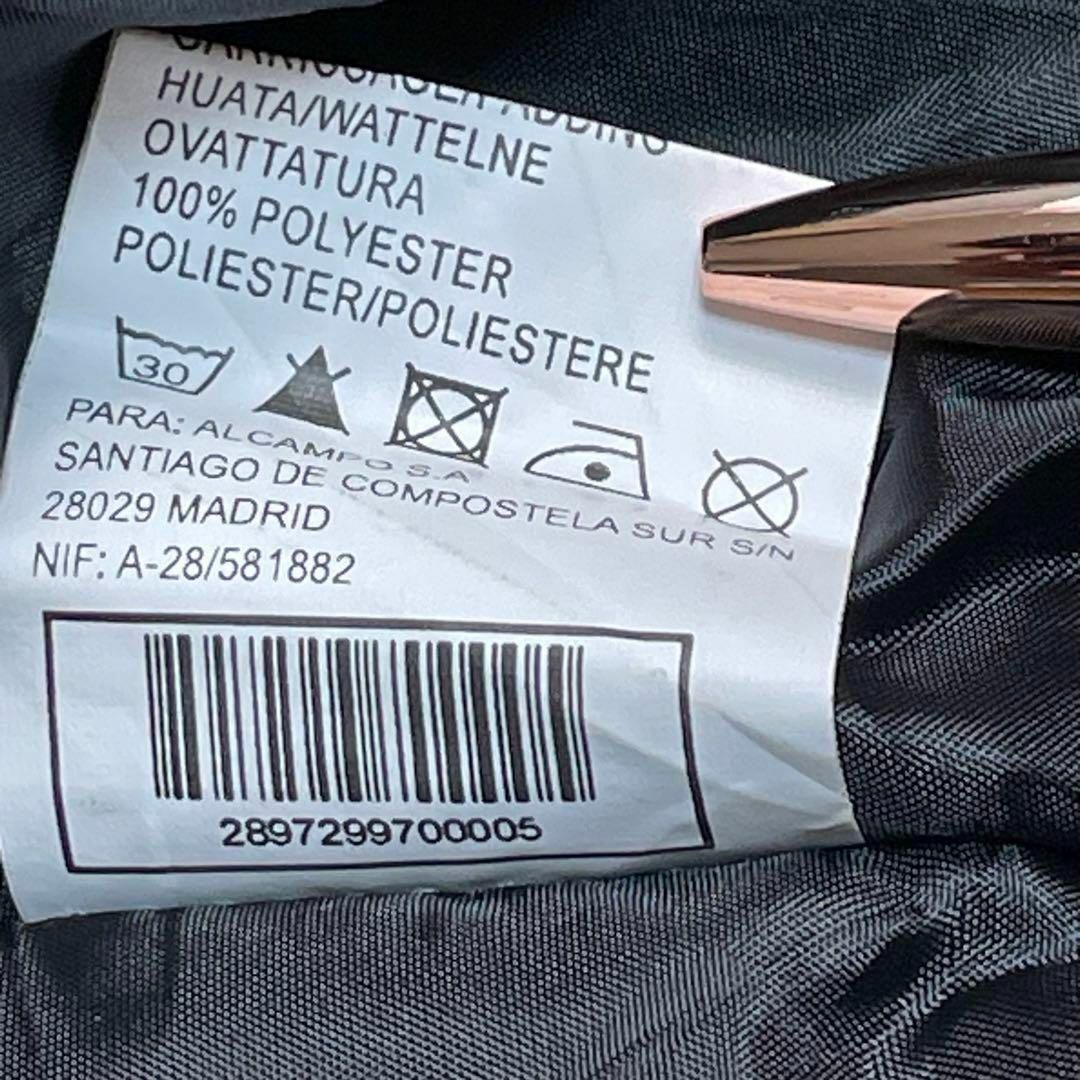 HUATA/WATTELNE
OVATTATURA
100% POLYESTER
POLIESTER/POLIESTERE
30
PARA: ALCAMPO S.A
SANTIAGO DE COMPOSTELA SUR S/N
28029 MADRID
NIF: A-28/581882
2897299700005